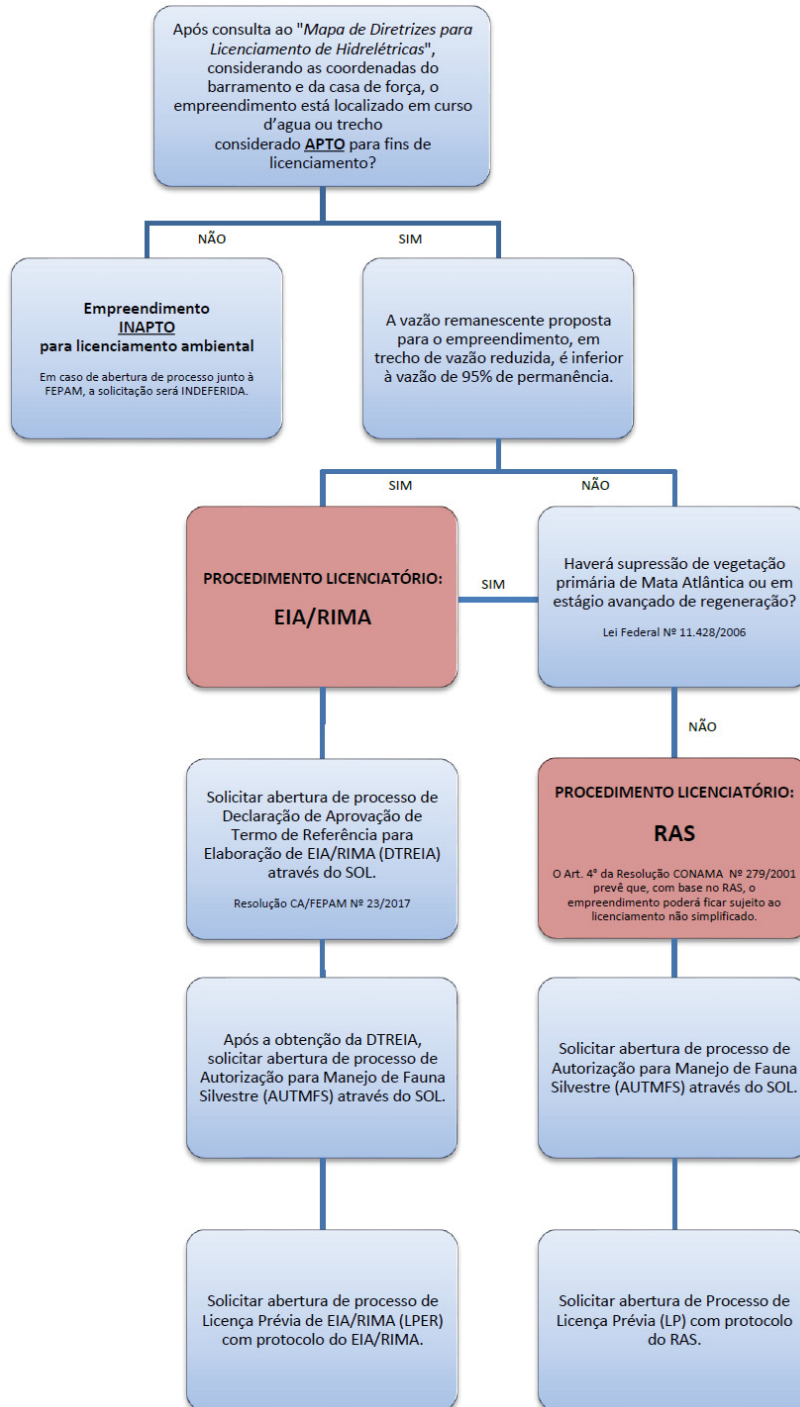 Após consulta ao "Mapa de Diretrizes para
Licenciamento de Hidrelétricas",
considerando as coordenadas do
barramento e da casa de força, o
empreendimento está localizado em curso
d'agua ou trecho
considerado APTO para fins de
licenciamento?
NÃO
SIM
Empreendimento
INAPTO
para licenciamento ambiental
Em caso de abertura de processo junto à
FEPAM, a solicitação será INDEFERIDA.
A vazão remanescente proposta
para o empreendimento, em
trecho de vazão reduzida, é inferior
à vazão de 95% de permanência.
SIM
NÃO
PROCEDIMENTO LICENCIATÓRIO:
EIA/RIMA
SIM
Haverá supressão de vegetação
primária de Mata Atlântica ou em
estágio avançado de regeneração?
Lei Federal Nº 11.428/2006
NÃO
Solicitar abertura de processo de
Declaração de Aprovação de
Termo de Referência para
Elaboração de EIA/RIMA (DTREIA)
através do SOL.
Resolução CA/FEPAM Nº 23/2017
PROCEDIMENTO LICENCIATÓRIO:
RAS
O Art. 4° da Resolução CONAMA Nº 279/2001
prevê que, com base no RAS, o
empreendimento poderá ficar sujeito ao
licenciamento não simplificado.
Após a obtenção da DTREIA,
solicitar abertura de processo de
Autorização para Manejo de Fauna
Silvestre (AUTMFS) através do SOL.
Solicitar abertura de processo de
Autorização para Manejo de Fauna
Silvestre (AUTMFS) através do SOL.
Solicitar abertura de processo de
Licença Prévia de EIA/RIMA (LPER)
com protocolo do EIA/RIMA.
Solicitar abertura de Processo de
Licença Prévia (LP) com protocolo
do RAS.